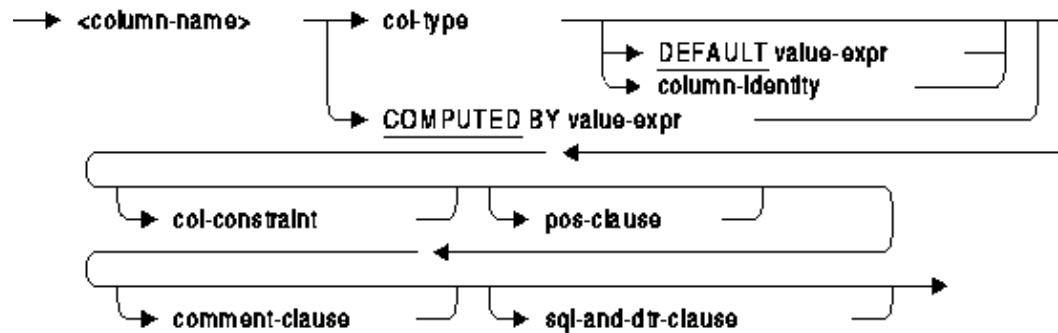 <column-name> col-type
DEFAULT value-expr
column-identity
COMPUTED BY value-expr
col-constraint pos-clause
comment-clause sql-and-dtr-clause